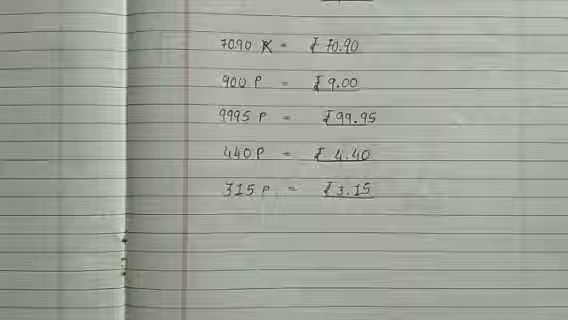 7090 P = ₹ 70.90
900 P = ₹ 9.00
9995 P = ₹ 99.95
440 P = ₹ 4.40
315 P = ₹ 3.15